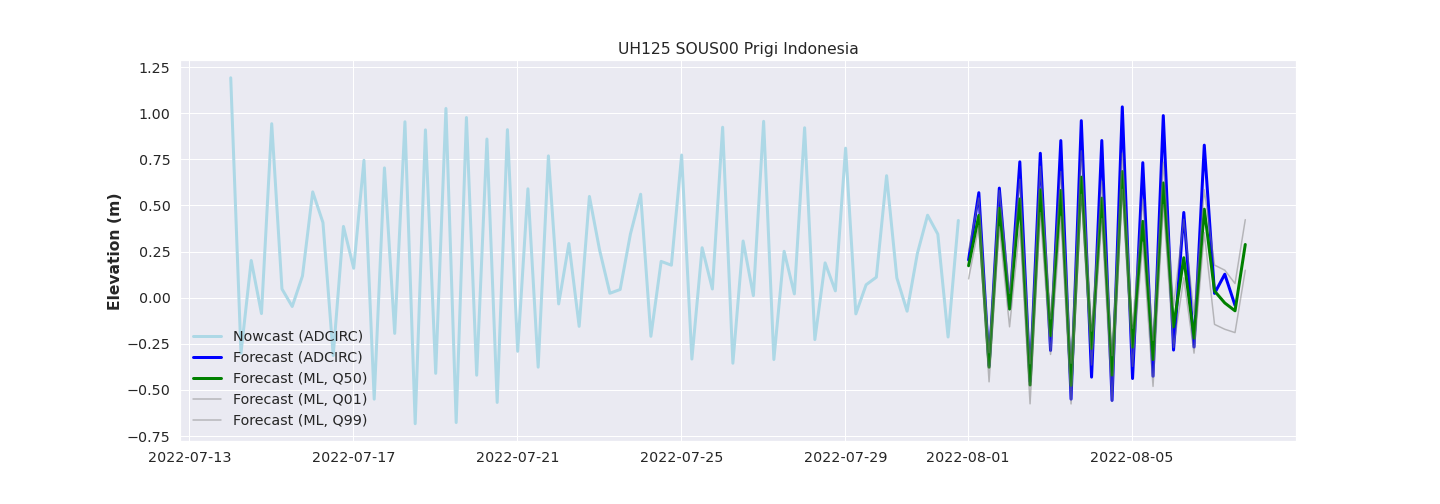 UH125 SOUS00 Prigi Indonesia
Elevation (m)
1.25
1.00
0.75
0.50
0.25
0.00
−0.25
−0.50
−0.75
Nowcast (ADCIRC)
Forecast (ADCIRC)
Forecast (ML, Q50)
Forecast (ML, Q01)
Forecast (ML, Q99)
2022-07-13 2022-07-17 2022-07-21 2022-07-25 2022-07-29 2022-08-01 2022-08-05